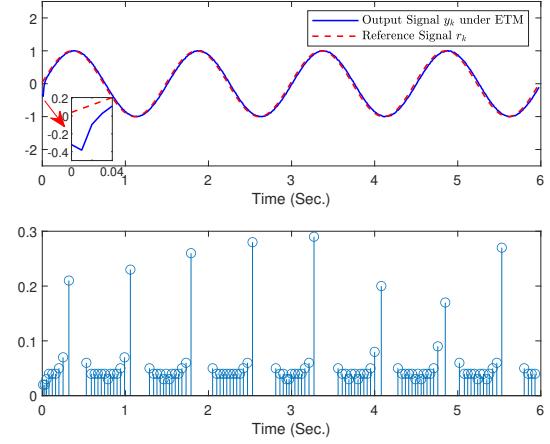 2
1
0
-1
-2
Output Signal yk under ETM
Reference Signal rk
0.2
0
-0.2
-0.4
0 0.04
0 1 2 3 4 5 6
Time (Sec.)
0.3
0.2
0.1
0
0 1 2 3 4 5 6
Time (Sec.)